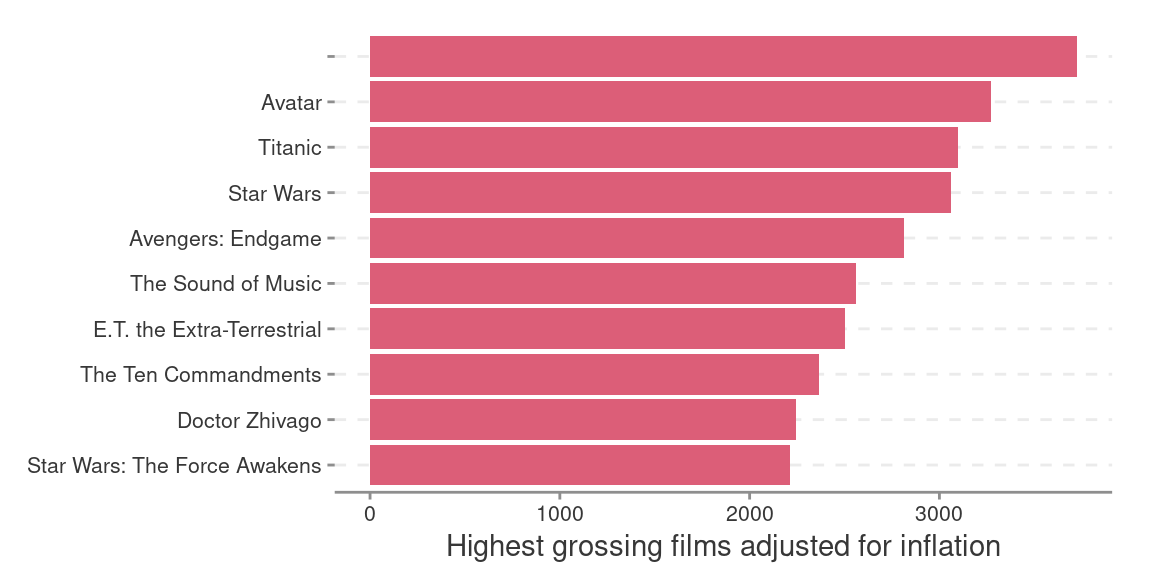 Avatar
Titanic
Star Wars
Avengers: Endgame
The Sound of Music
E.T. the Extra-Terrestrial
The Ten Commandments
Doctor Zhivago
Star Wars: The Force Awakens
0 1000 2000 3000
Highest grossing films adjusted for inflation